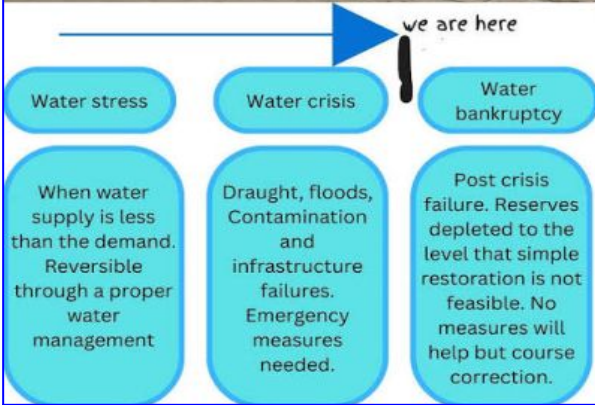 we are here
Water stress
Water crisis
Water
bankruptcy
When water
supply is less
than the demand.
Reversible
through a proper
water
management
Draught, floods,
Contamination
and
infrastructure
failures.
Emergency
measures
needed.
Post crisis
failure. Reserves
depleted to the
level that simple
restoration is not
feasible. No
measures will
help but course
correction.